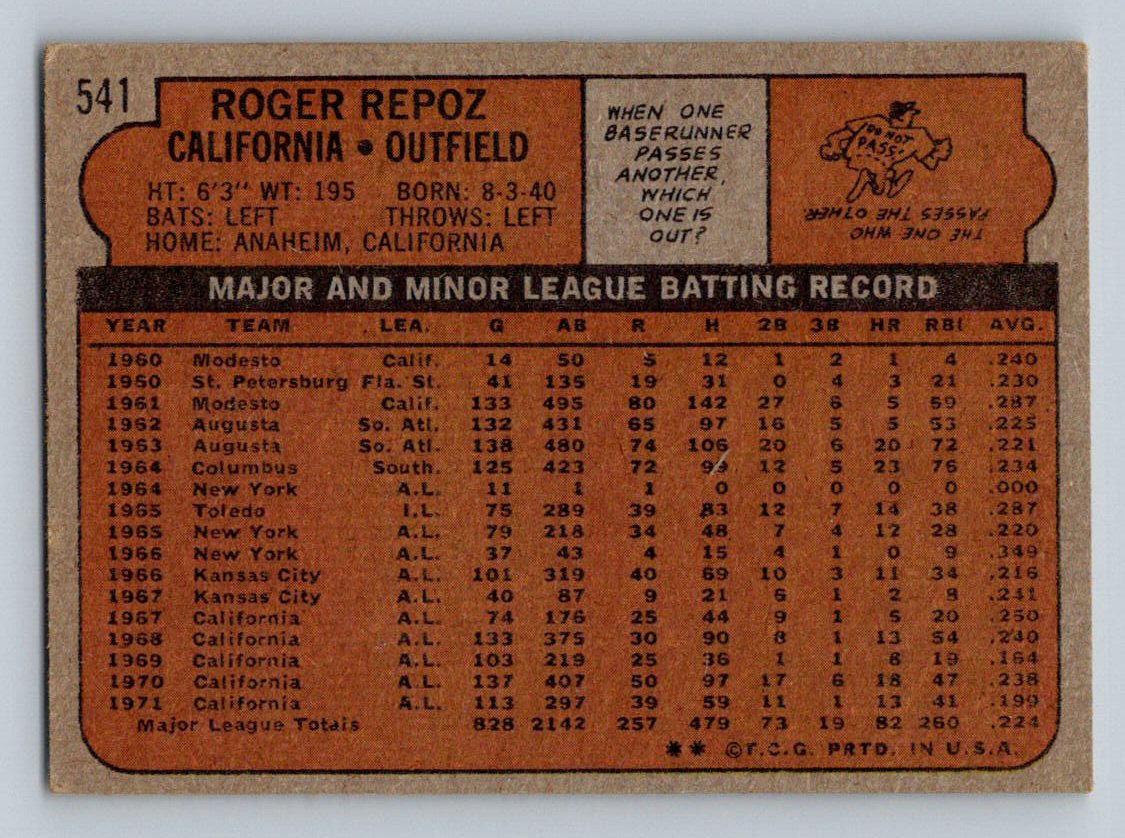 541
ROGER REPOZ
CALIFORNIA • OUTFIELD
HT: 6'3" WT: 195 BORN: 8-3-40
BATS: LEFT THROWS: LEFT
HOME: ANAHEIM, CALIFORNIA
WHEN ONE
BASERUNNER
PASSES
ANOTHER,
WHICH
ONE IS
OUT?
DO NOT
PASS!
THE ONE WHO
PASSES THE OTHER
MAJOR AND MINOR LEAGUE BATTING RECORD
YEAR TEAM LEA. G AB R H 2B 3B HR RBI AVG.
1960 Modesto Calif. 14 50 5 12 1 2 1 4 .240
1960 St. Petersburg Fla. St. 41 135 19 31 0 4 3 21 .230
1961 Modesto Calif. 133 495 80 142 27 6 5 59 .287
1962 Augusta So. Atl. 132 431 65 97 16 5 5 53 .225
1963 Augusta So. Atl. 138 480 74 106 20 6 20 72 .221
1964 Columbus South. 125 423 72 99 12 5 23 76 .234
1964 New York A.L. 11 1 1 0 0 0 0 0 .000
1965 Toledo I.L. 75 289 39 83 12 7 14 38 .287
1965 New York A.L. 79 218 34 48 7 4 12 28 .220
1966 New York A.L. 37 43 4 15 4 1 0 9 .349
1966 Kansas City A.L. 101 319 40 69 10 3 11 34 .216
1967 Kansas City A.L. 40 87 9 21 6 1 2 8 .241
1967 California A.L. 74 176 25 44 9 1 5 20 .250
1968 California A.L. 133 375 30 90 8 1 13 54 .240
1969 California A.L. 103 219 25 36 1 1 8 19 .164
1970 California A.L. 137 407 50 97 17 6 18 47 .238
1971 California A.L. 113 297 39 59 11 1 13 41 .199
Major League Totals 828 2142 257 479 73 19 82 260 .224
** ©T.C.G. PRTD. IN U.S.A.